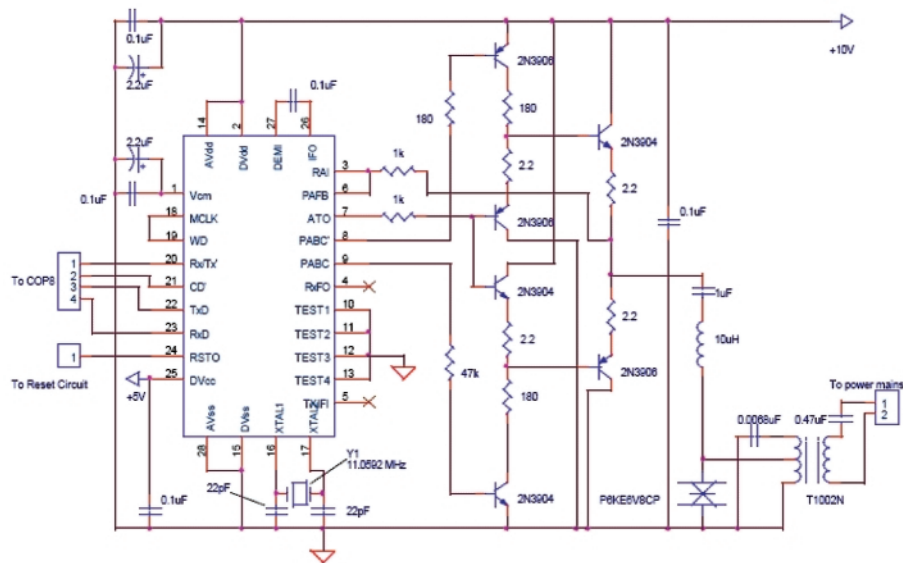 0.1uF
2.2uF
+10V
2N3906
180
180
0.1uF
14
2
27
26
AVdd
DVdd
DEMI
IFO
2.2uF
0.1uF
1
Vcm
18
MCLK
19
WD
20
Rx/Tx'
21
CD'
22
TxD
23
RxD
24
RSTO
25
DVcc
RAI
3
PAFB
6
ATO
7
PABC'
8
PABC
9
RxFO
4
TEST1
10
TEST2
11
TEST3
12
TEST4
13
TX/FI
5
AVss
DVss
XTAL1
28
15
16
17
1k
1k
2N3904
2.2
2.2
2N3906
0.1uF
2N3904
2.2
2.2
1uF
10uH
To COP8
1
2
3
4
1
To Reset Circuit
+5V
47k
180
2N3906
To power mains
1
2
0.0068uF
0.47uF
Y1
11.0592 MHz
22pF
22pF
0.1uF
2N3904
P6KE6V8CP
T1002N